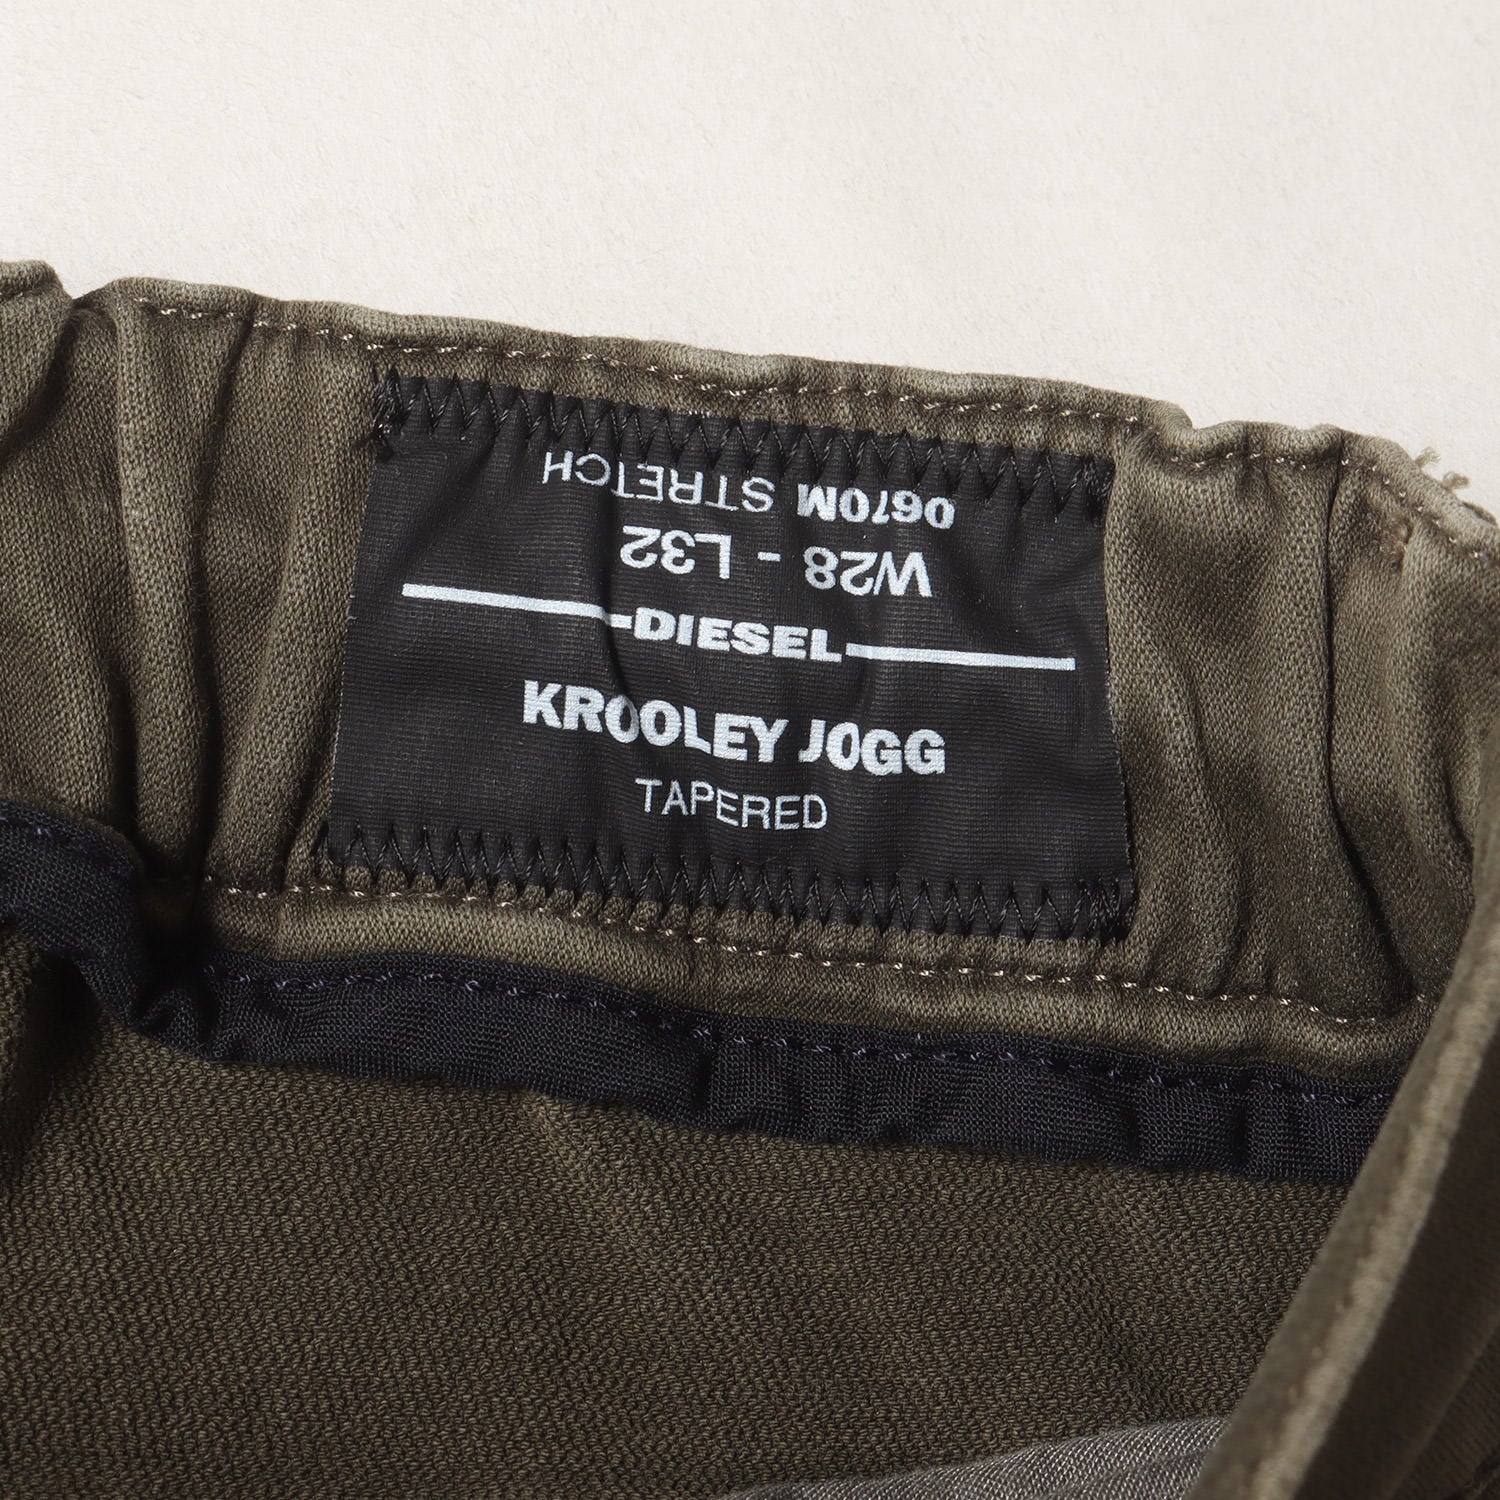 DIESEL
KROOLEY JOGG
TAPERED
W28 - L32
0670M STRETCH